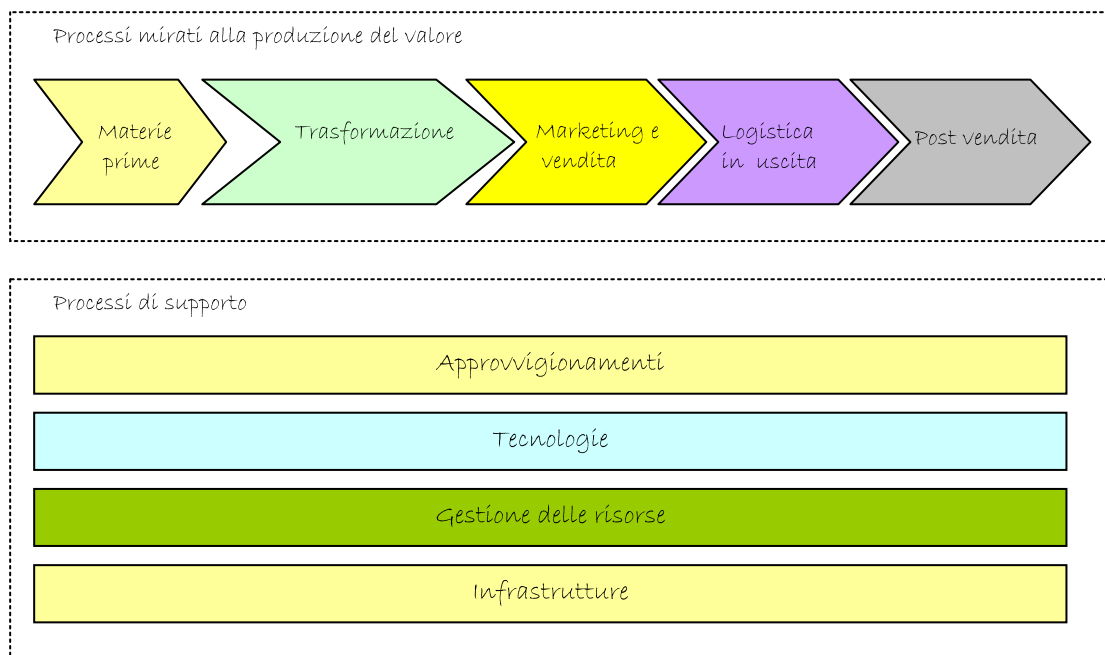 Processi mirati alla produzione del valore
Materie
prime
Trasformazione
Marketing e
vendita
Logistica
in uscita
Post vendita
Processi di supporto
Approvvigionamenti
Tecnologie
Gestione delle risorse
Infrastrutture